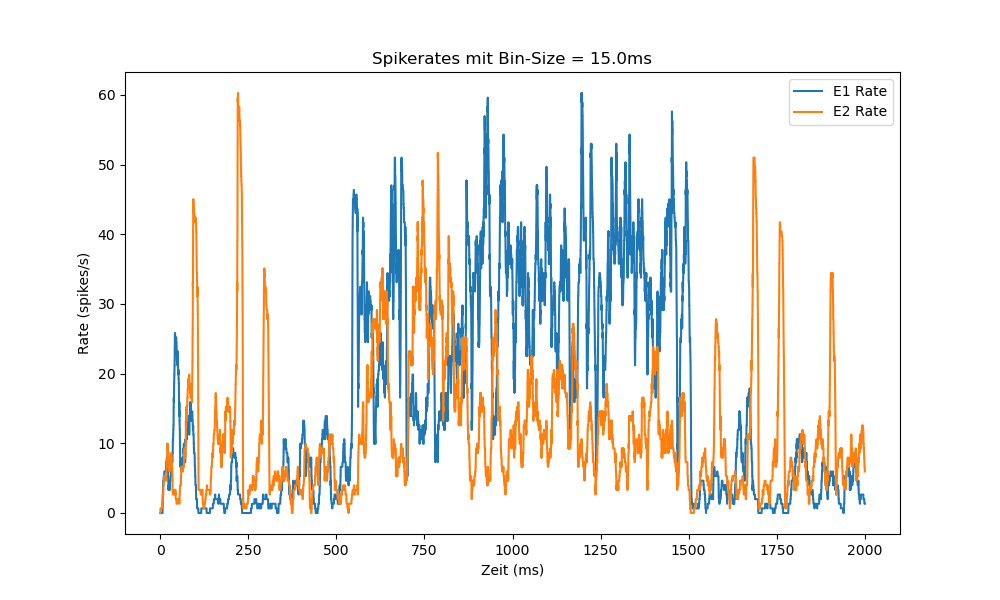 Spikerates mit Bin-Size = 15.0ms
E1 Rate
E2 Rate
60
50
40
30
20
10
0
Rate (spikes/s)
0 250 500 750 1000 1250 1500 1750 2000
Zeit (ms)